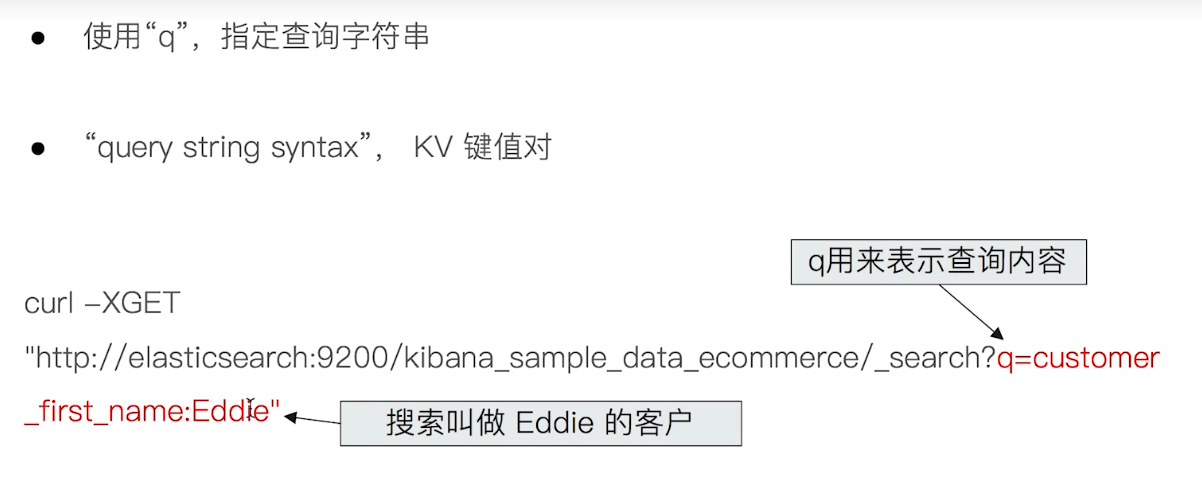 使用“q”，指定查询字符串
“query string syntax”， KV 键值对
q用来表示查询内容
curl –XGET
"http://elasticsearch:9200/kibana_sample_data_ecommerce/_search?q=customer
_first_name:Eddie"
搜索叫做 Eddie 的客户